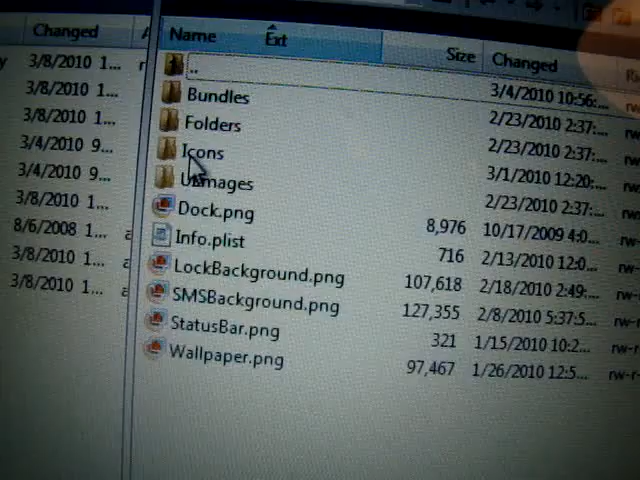 Changed
3/8/2010 1...
3/8/2010 1...
3/8/2010 1...
3/4/2010 9...
3/4/2010 9...
3/8/2010 1...
8/6/2008 1...
3/8/2010 1...
3/8/2010 1...
Name Ext Size Changed
.. 3/4/2010 10:56:...
Bundles 2/23/2010 2:37:...
Folders 2/23/2010 2:37:...
Icons 3/1/2010 12:20:...
UIImages 2/23/2010 2:37:...
Dock.png 8,976 10/17/2009 4:0...
Info.plist 716 2/13/2010 12:0...
LockBackground.png 107,618 2/18/2010 2:49:...
SMSBackground.png 127,355 2/8/2010 5:37:5...
StatusBar.png 321 1/15/2010 10:2... rw-r
Wallpaper.png 97,467 1/26/2010 12:5... rw-r